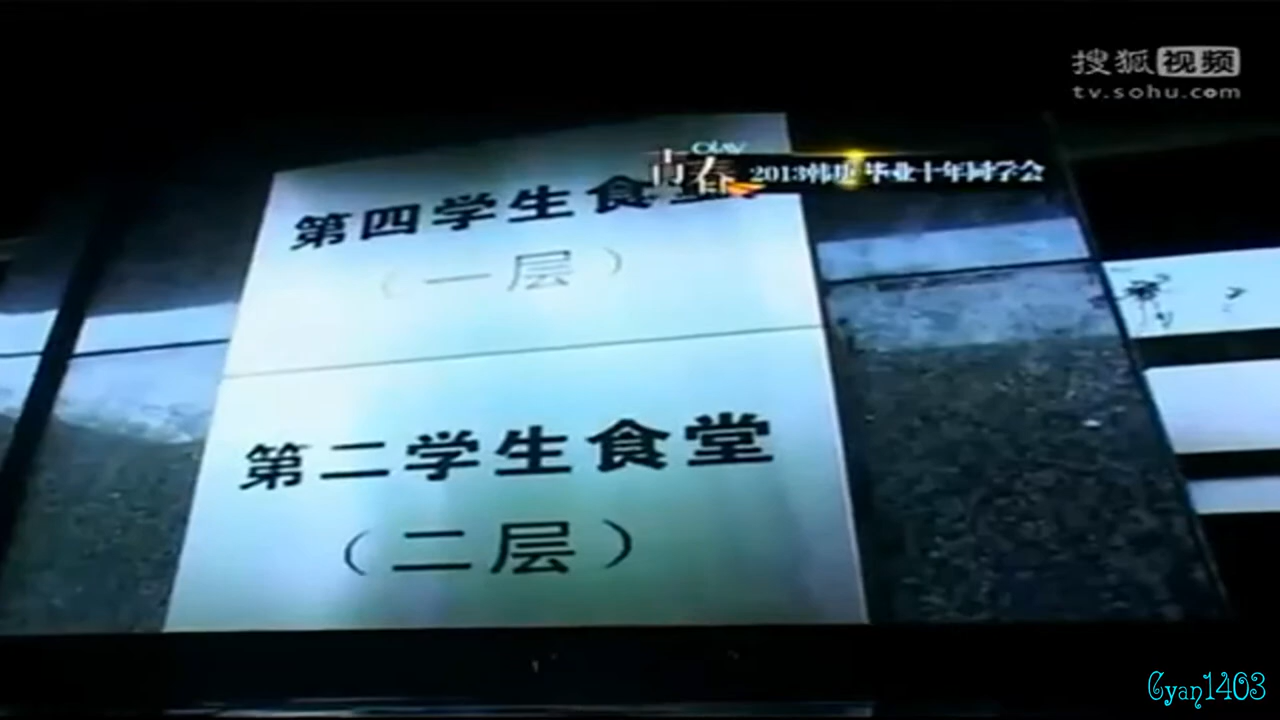 搜狐视频
tv.sohu.com
OLAY
青春
2013韩庚 毕业十年同学会
第四学生食堂
（一层）
第二学生食堂
（二层）
Cyan1403